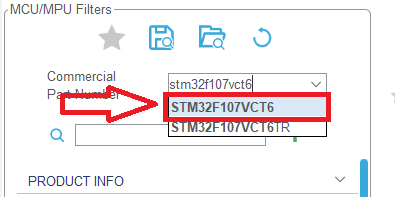 MCU/MPU Filters
Commercial
Part Number
stm32f107vct6
STM32F107VCT6
STM32F107VCT6TR
PRODUCT INFO